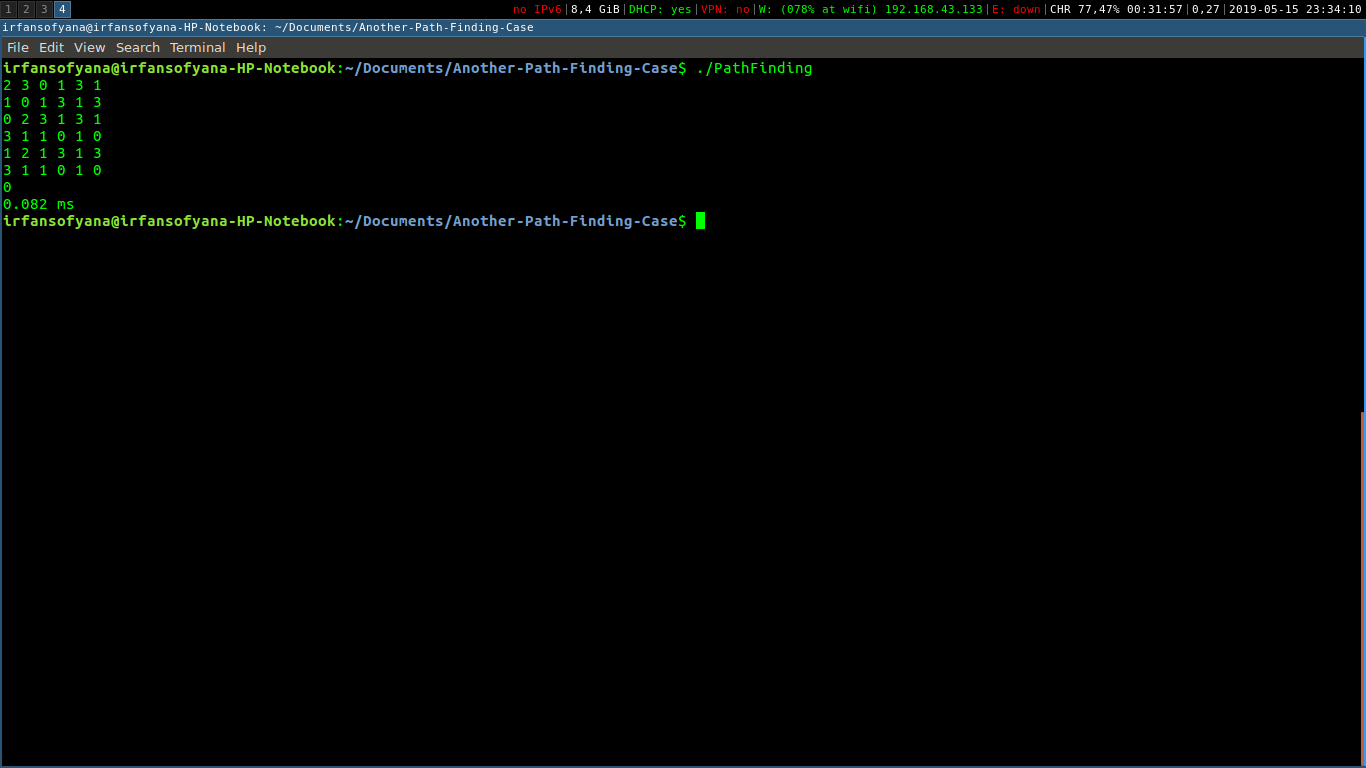 1 2 3 4 no IPv6|8,4 GiB|DHCP: yes|VPN: no|W: (078% at wifi) 192.168.43.133|E: down|CHR 77,47% 00:31:57|0,27|2019-05-15 23:34:10
irfansofyana@irfansofyana-HP-Notebook: ~/Documents/Another-Path-Finding-Case
File Edit View Search Terminal Help
irfansofyana@irfansofyana-HP-Notebook:~/Documents/Another-Path-Finding-Case$ ./PathFinding
2 3 0 1 3 1
1 0 1 3 1 3
0 2 3 1 3 1
3 1 1 0 1 0
1 2 1 3 1 3
3 1 1 0 1 0
0
0.082 ms
irfansofyana@irfansofyana-HP-Notebook:~/Documents/Another-Path-Finding-Case$